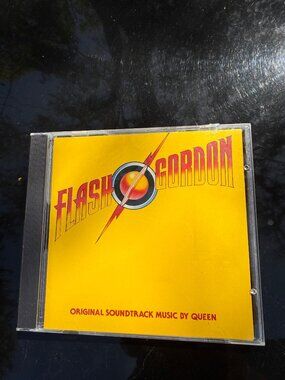 FLASH GORDON
ORIGINAL SOUNDTRACK MUSIC BY QUEEN